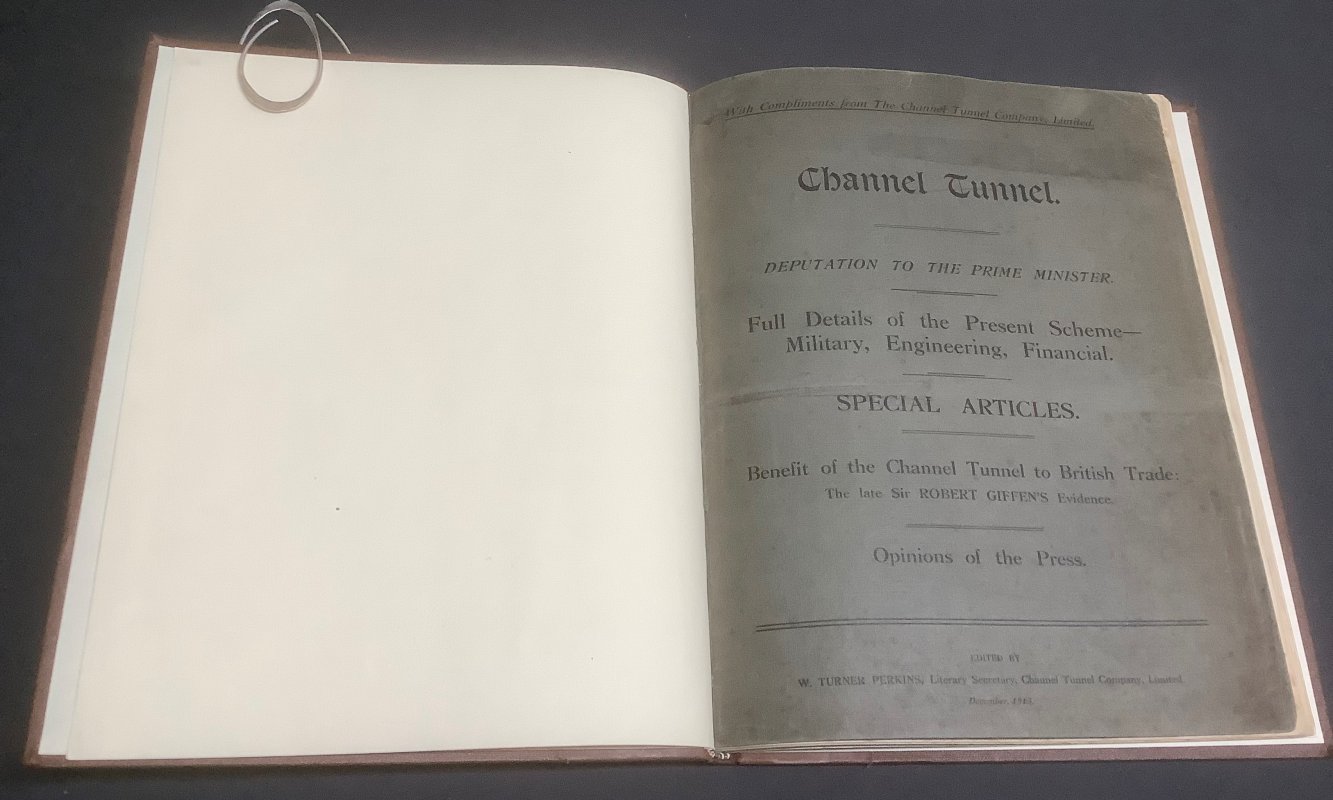 With Compliments from The Channel Tunnel Company, Limited.
Channel Tunnel.
DEPUTATION TO THE PRIME MINISTER.
Full Details of the Present Scheme—
Military, Engineering, Financial.
SPECIAL ARTICLES.
Benefit of the Channel Tunnel to British Trade:
The late Sir ROBERT GIFFEN'S Evidence.
Opinions of the Press.
EDITED BY
W. TURNER PERKINS, Literary Secretary, Channel Tunnel Company, Limited.
December, 1913.